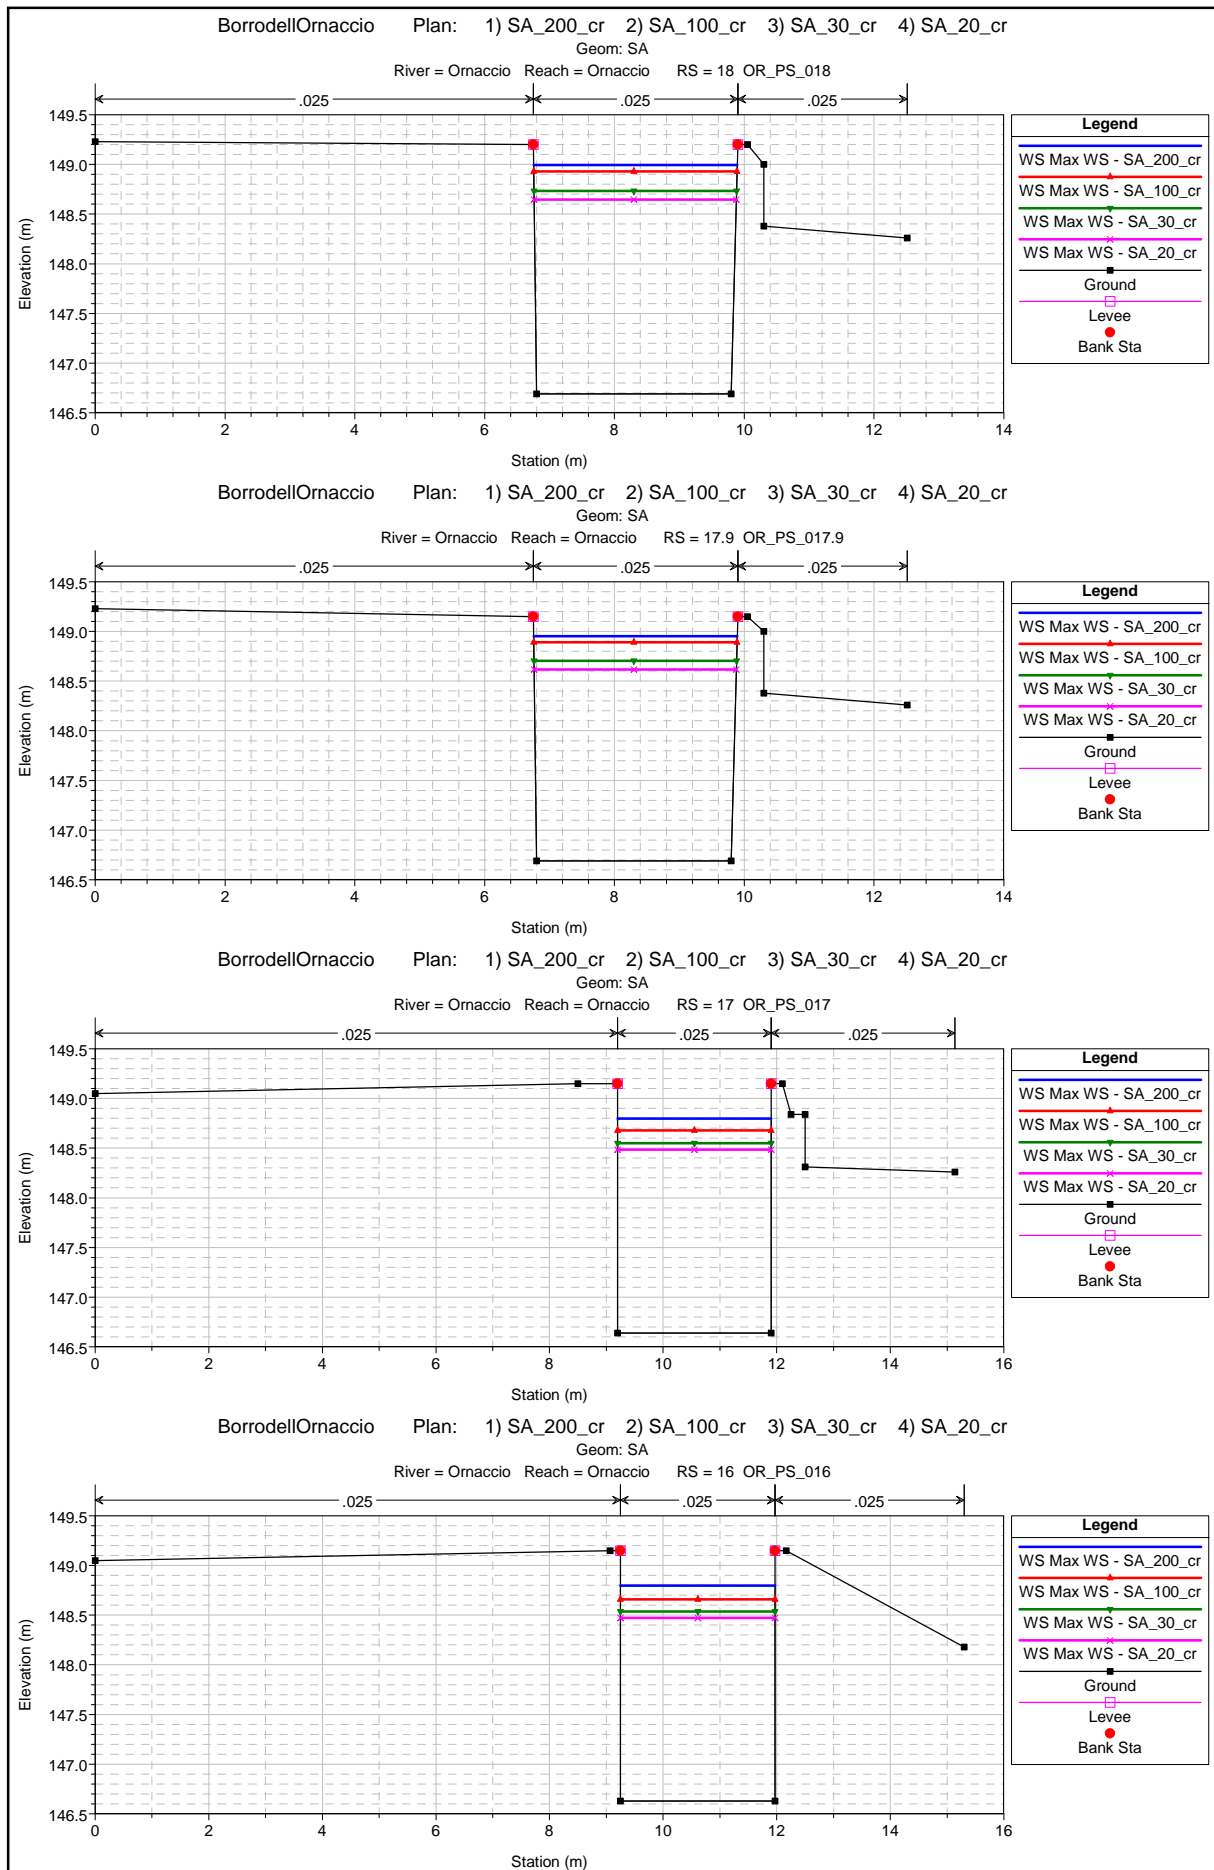 BorrodellOrnaccio Plan: 1) SA_200_cr 2) SA_100_cr 3) SA_30_cr 4) SA_20_cr
Geom: SA
River = Ornaccio Reach = Ornaccio RS = 18 OR_PS_018
.025 .025 .025
149.5
149.0
148.5
148.0
147.5
147.0
146.5
Elevation (m)
0 2 4 6 8 10 12 14
Station (m)
Legend
WS Max WS - SA_200_cr
WS Max WS - SA_100_cr
WS Max WS - SA_30_cr
WS Max WS - SA_20_cr
Ground
Levee
Bank Sta
BorrodellOrnaccio Plan: 1) SA_200_cr 2) SA_100_cr 3) SA_30_cr 4) SA_20_cr
Geom: SA
River = Ornaccio Reach = Ornaccio RS = 17.9 OR_PS_017.9
.025 .025 .025
149.5
149.0
148.5
148.0
147.5
147.0
146.5
Elevation (m)
0 2 4 6 8 10 12 14
Station (m)
Legend
WS Max WS - SA_200_cr
WS Max WS - SA_100_cr
WS Max WS - SA_30_cr
WS Max WS - SA_20_cr
Ground
Levee
Bank Sta
BorrodellOrnaccio Plan: 1) SA_200_cr 2) SA_100_cr 3) SA_30_cr 4) SA_20_cr
Geom: SA
River = Ornaccio Reach = Ornaccio RS = 17 OR_PS_017
.025 .025 .025
149.5
149.0
148.5
148.0
147.5
147.0
146.5
Elevation (m)
0 2 4 6 8 10 12 14 16
Station (m)
Legend
WS Max WS - SA_200_cr
WS Max WS - SA_100_cr
WS Max WS - SA_30_cr
WS Max WS - SA_20_cr
Ground
Levee
Bank Sta
BorrodellOrnaccio Plan: 1) SA_200_cr 2) SA_100_cr 3) SA_30_cr 4) SA_20_cr
Geom: SA
River = Ornaccio Reach = Ornaccio RS = 16 OR_PS_016
.025 .025 .025
149.5
149.0
148.5
148.0
147.5
147.0
146.5
Elevation (m)
0 2 4 6 8 10 12 14 16
Station (m)
Legend
WS Max WS - SA_200_cr
WS Max WS - SA_100_cr
WS Max WS - SA_30_cr
WS Max WS - SA_20_cr
Ground
Levee
Bank Sta